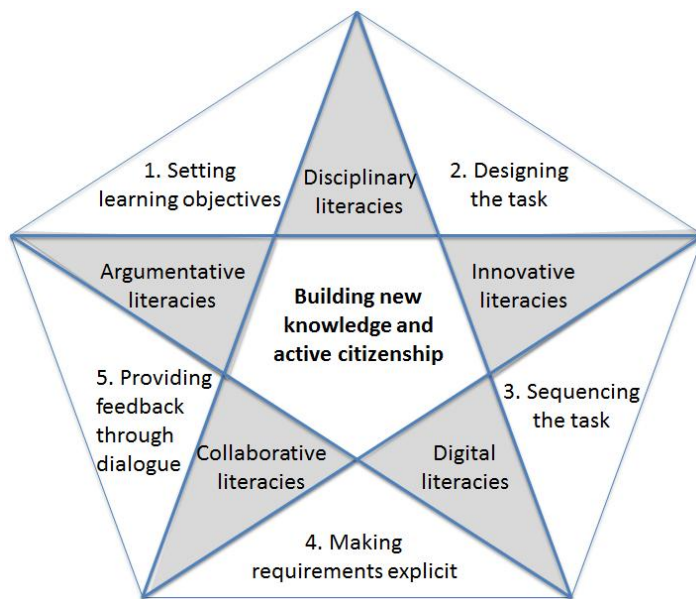 1. Setting
learning objectives
Disciplinary
literacies
2. Designing
the task
Argumentative
literacies
Innovative
literacies
Building new
knowledge and
active citizenship
5. Providing
feedback
through
dialogue
3. Sequencing
the task
Collaborative
literacies
Digital
literacies
4. Making
requirements explicit